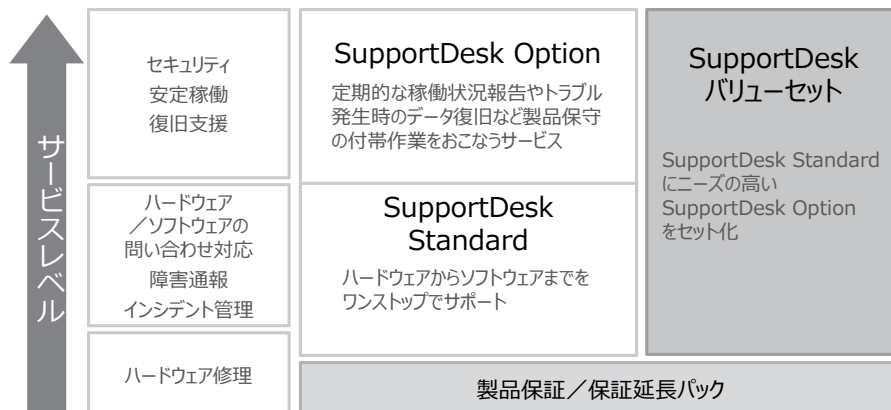 サービスレベル
セキュリティ
安定稼働
復旧支援
SupportDesk Option
定期的な稼働状況報告やトラブル
発生時のデータ復旧など製品保守
の付帯作業をおこなうサービス
SupportDesk
バリューセット
SupportDesk Standard
にニーズの高い
SupportDesk Option
をセット化
ハードウェア
／ソフトウェアの
問い合わせ対応
障害通報
インシデント管理
SupportDesk
Standard
ハードウェアからソフトウェアまでを
ワンストップでサポート
ハードウェア修理
製品保証／保証延長パック